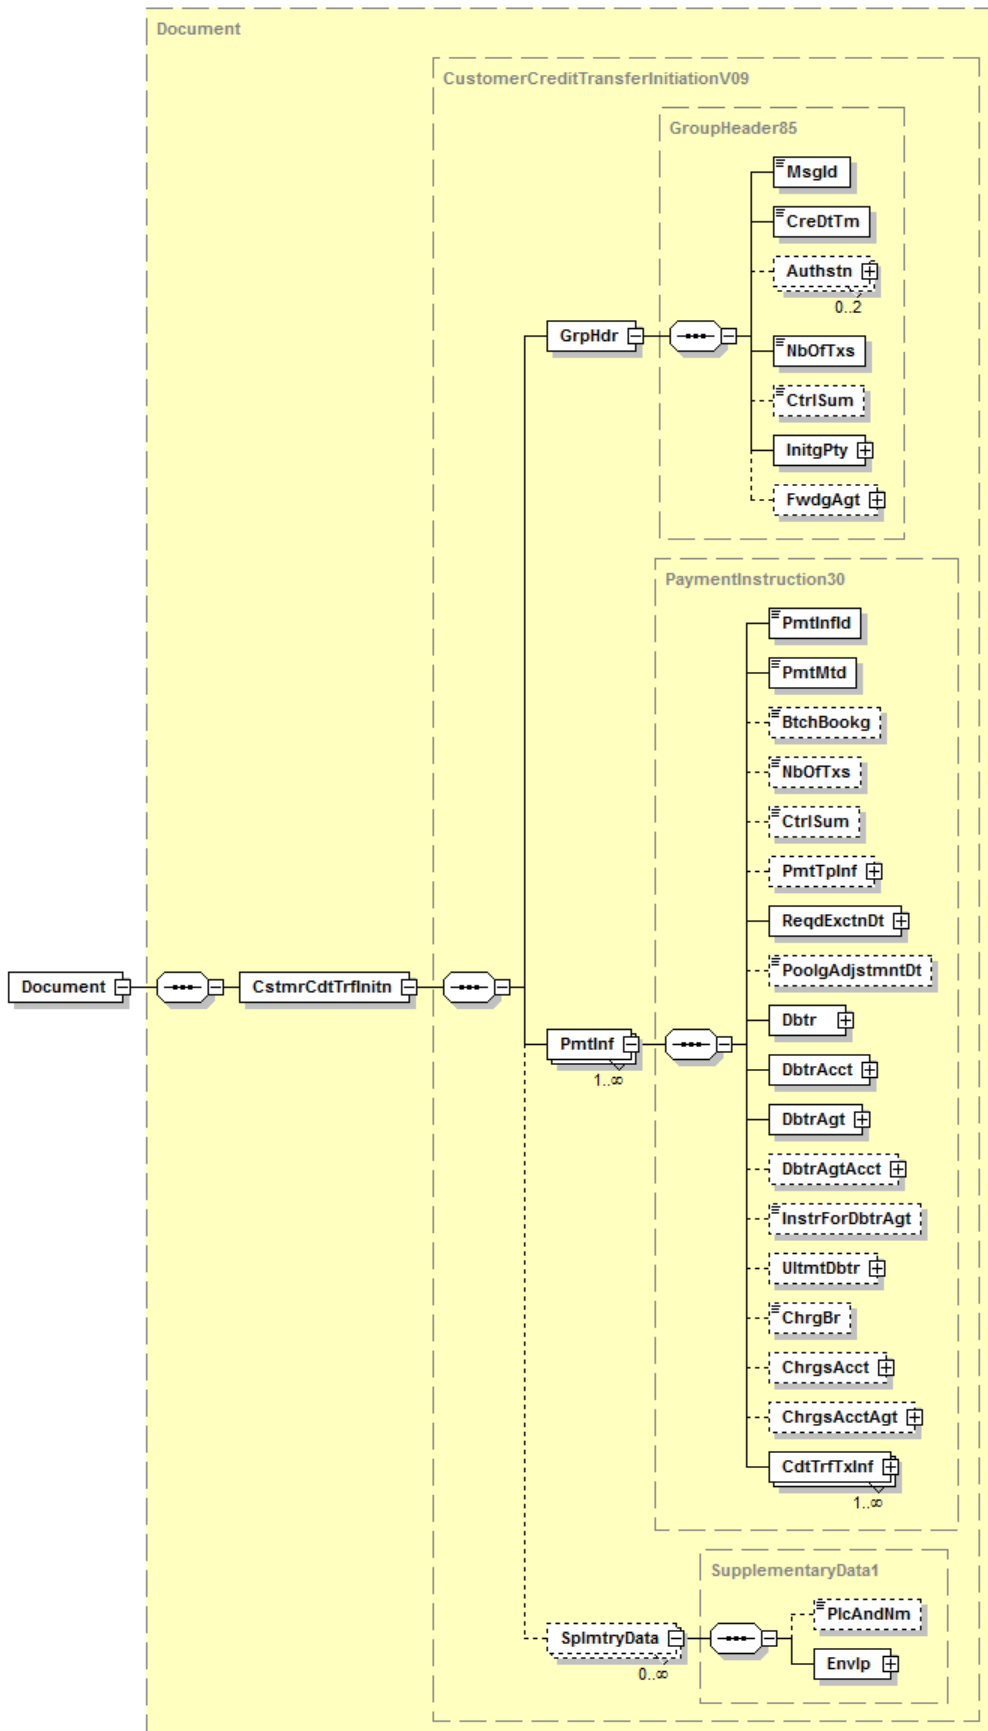 Document
CustomerCreditTransferInitiationV09
GroupHeader85
MsgId
CreDtTm
Authstn
0..2
GrpHdr
NbOfTxs
CtrlSum
InitgPty
FwdgAgt
PaymentInstruction30
PmtInfId
PmtMtd
BtchBookg
NbOfTxs
CtrlSum
PmtTpInf
ReqdExctnDt
PoolgAdjstmntDt
Document
CstmrCdtTrfInitn
Dbtr
PmtInf
1..∞
DbtrAcct
DbtrAgt
DbtrAgtAcct
InstrForDbtrAgt
UltmtDbtr
ChrgBr
ChrgsAcct
ChrgsAcctAgt
CdtTrfTxInf
1..∞
SupplementaryData1
PlcAndNm
SplmtryData
0..∞
Envlp